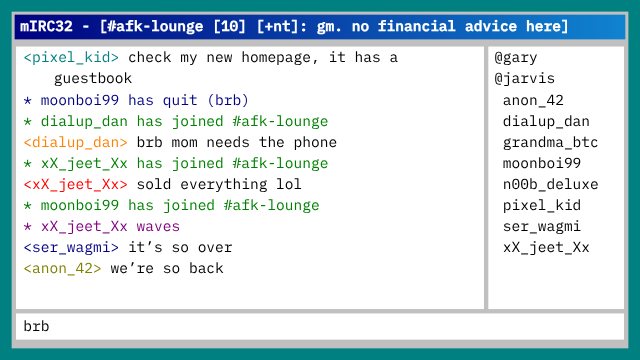 mIRC32 - [#afk-lounge [10] [+nt]: gm. no financial advice here]
<pixel_kid> check my new homepage, it has a
guestbook
* moonboi99 has quit (brb)
* dialup_dan has joined #afk-lounge
<dialup_dan> brb mom needs the phone
* xX_jeet_Xx has joined #afk-lounge
<xX_jeet_Xx> sold everything lol
* moonboi99 has joined #afk-lounge
* xX_jeet_Xx waves
<ser_wagmi> it’s so over
<anon_42> we’re so back
@gary
@jarvis
anon_42
dialup_dan
grandma_btc
moonboi99
n00b_deluxe
pixel_kid
ser_wagmi
xX_jeet_Xx
brb